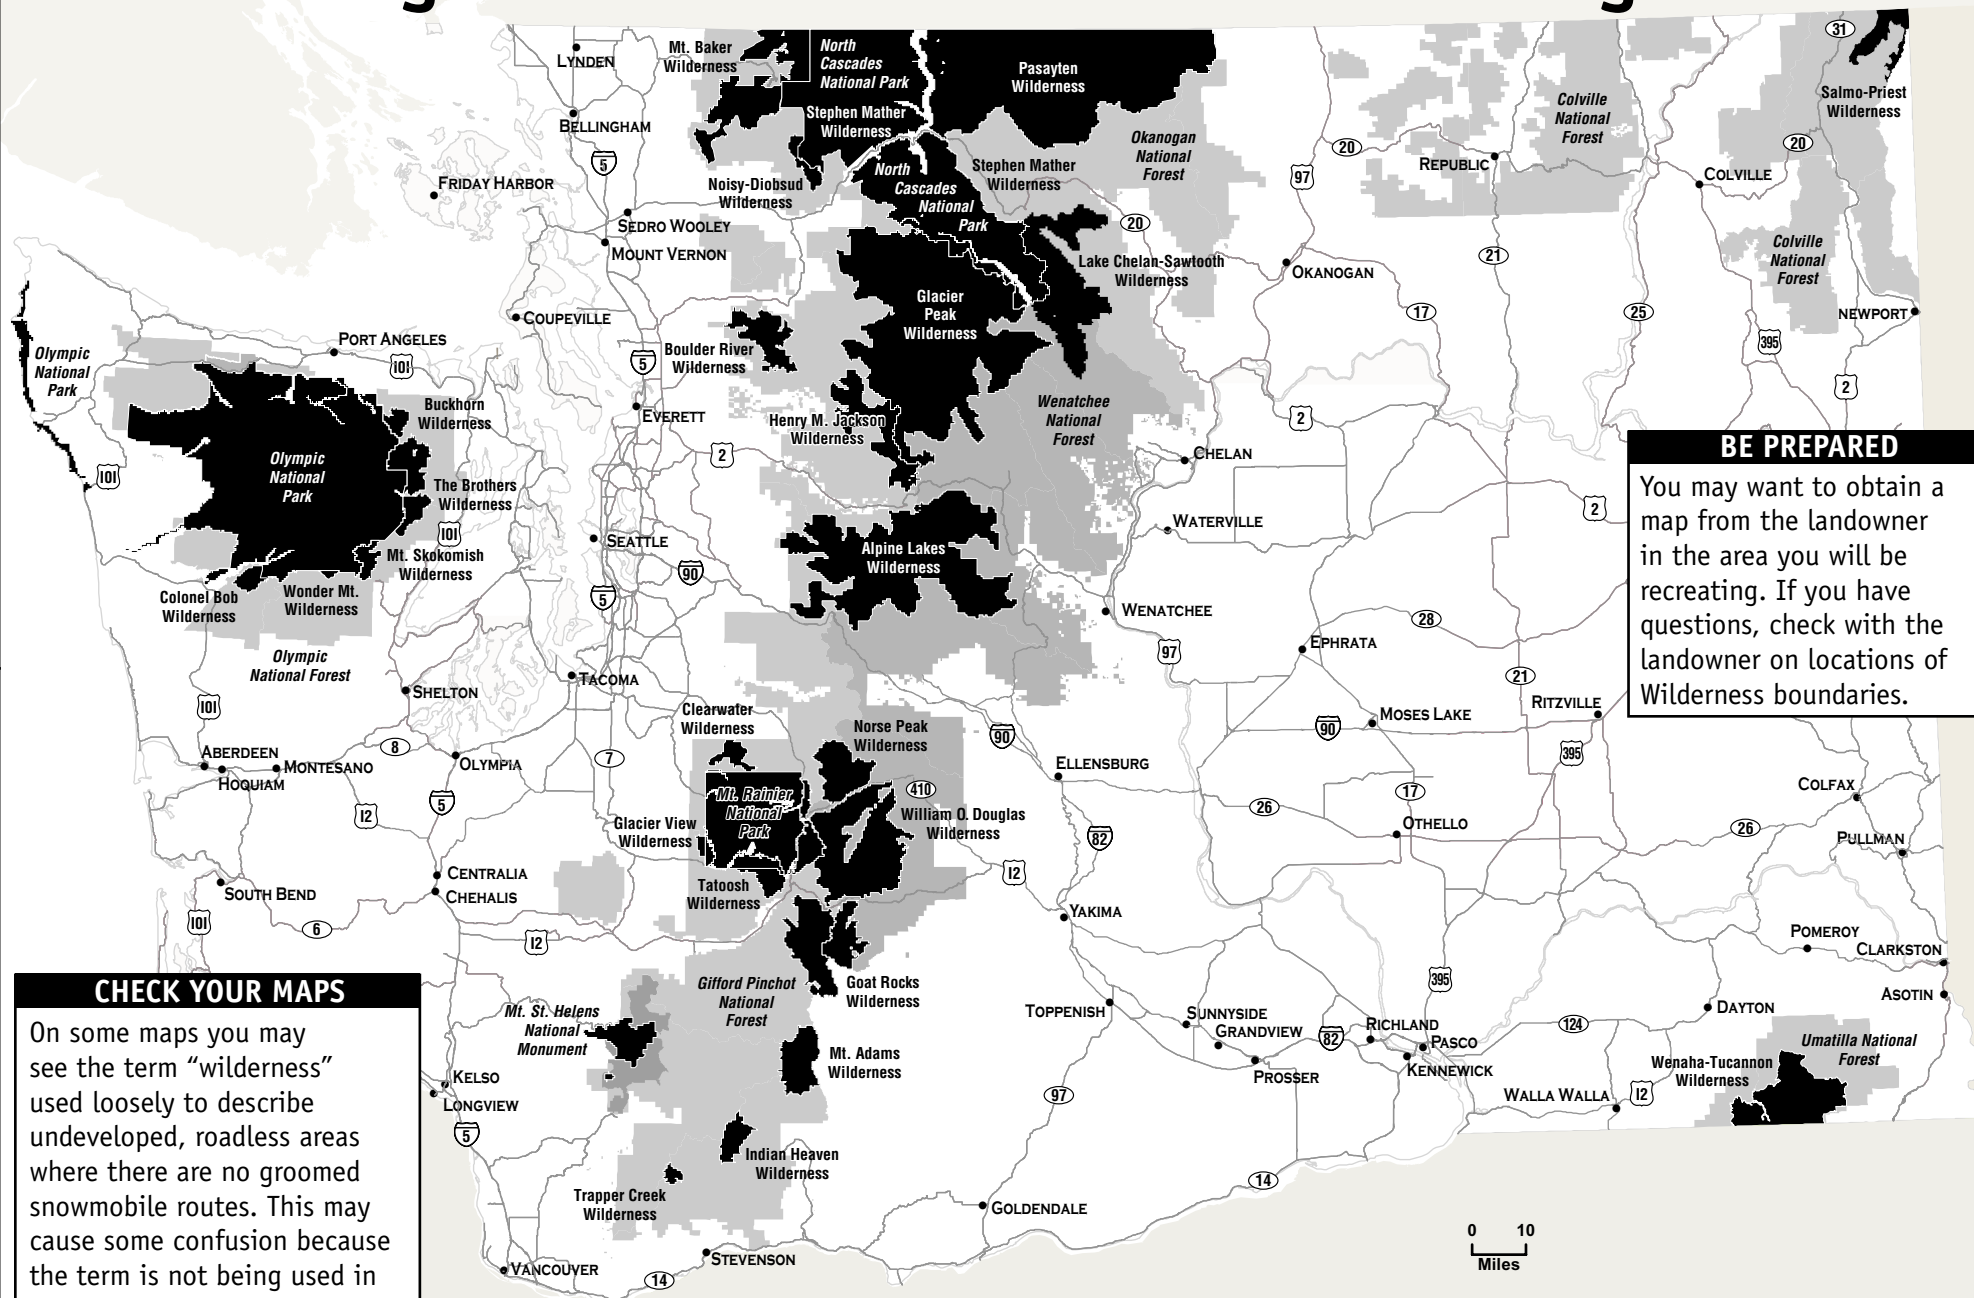 LYNDEN
Mt. Baker
Wilderness
North
Cascades
National Park
Pasayten
Wilderness
31
Salmo-Priest
Wilderness
Colville
National
Forest
BELLINGHAM
Stephen Mather
Wilderness
Okanogan
National
Forest
20
20
REPUBLIC
5
FRIDAY HARBOR
Noisy-Diobsud
Wilderness
North
Cascades
National
Park
Stephen Mather
Wilderness
97
COLVILLE
SEDRO WOOLEY
MOUNT VERNON
20
Lake Chelan-Sawtooth
Wilderness
OKANOGAN
21
Colville
National
Forest
COUPEVILLE
Glacier
Peak
Wilderness
17
25
NEWPORT
395
2
Olympic
National
Park
PORT ANGELES
101
5
Boulder River
Wilderness
Buckhorn
Wilderness
EVERETT
Henry M. Jackson
Wilderness
Wenatchee
National
Forest
2
2
CHELAN
101
Olympic
National
Park
The Brothers
Wilderness
101
SEATTLE
Mt. Skokomish
Wilderness
90
5
Alpine Lakes
Wilderness
WATERVILLE
2
BE PREPARED
You may want to obtain a
map from the landowner
in the area you will be
recreating. If you have
questions, check with the
landowner on locations of
Wilderness boundaries.
Colonel Bob
Wilderness
Wonder Mt.
Wilderness
Olympic
National Forest
WENATCHEE
97
28
EPHRATA
21
RITZVILLE
SHELTON
TACOMA
101
Clearwater
Wilderness
Norse Peak
Wilderness
90
90
MOSES LAKE
395
ABERDEEN
HOQUIAM
MONTESANO
8
OLYMPIA
7
12
5
Mt. Rainier
National
Park
410
William O. Douglas
Wilderness
Glacier View
Wilderness
ELLENSBURG
82
26
17
OTHELLO
26
COLFAX
PULLMAN
CENTRALIA
CHEHALIS
Tatoosh
Wilderness
12
SOUTH BEND
101
6
12
YAKIMA
395
POMEROY
CLARKSTON
ASOTIN
Goat Rocks
Wilderness
Gifford Pinchot
National
Forest
Mt. St. Helens
National
Monument
CHECK YOUR MAPS
On some maps you may
see the term “wilderness”
used loosely to describe
undeveloped, roadless areas
where there are no groomed
snowmobile routes. This may
cause some confusion because
the term is not being used in
TOPPENISH
SUNNYSIDE
GRANDVIEW
82
RICHLAND
PASCO
KENNEWICK
PROSSER
124
DAYTON
Umatilla National
Forest
Wenaha-Tucannon
Wilderness
WALLA WALLA
12
Mt. Adams
Wilderness
KELSO
LONGVIEW
5
97
Indian Heaven
Wilderness
Trapper Creek
Wilderness
14
GOLDENDALE
STEVENSON
VANCOUVER
14
0 10
Miles